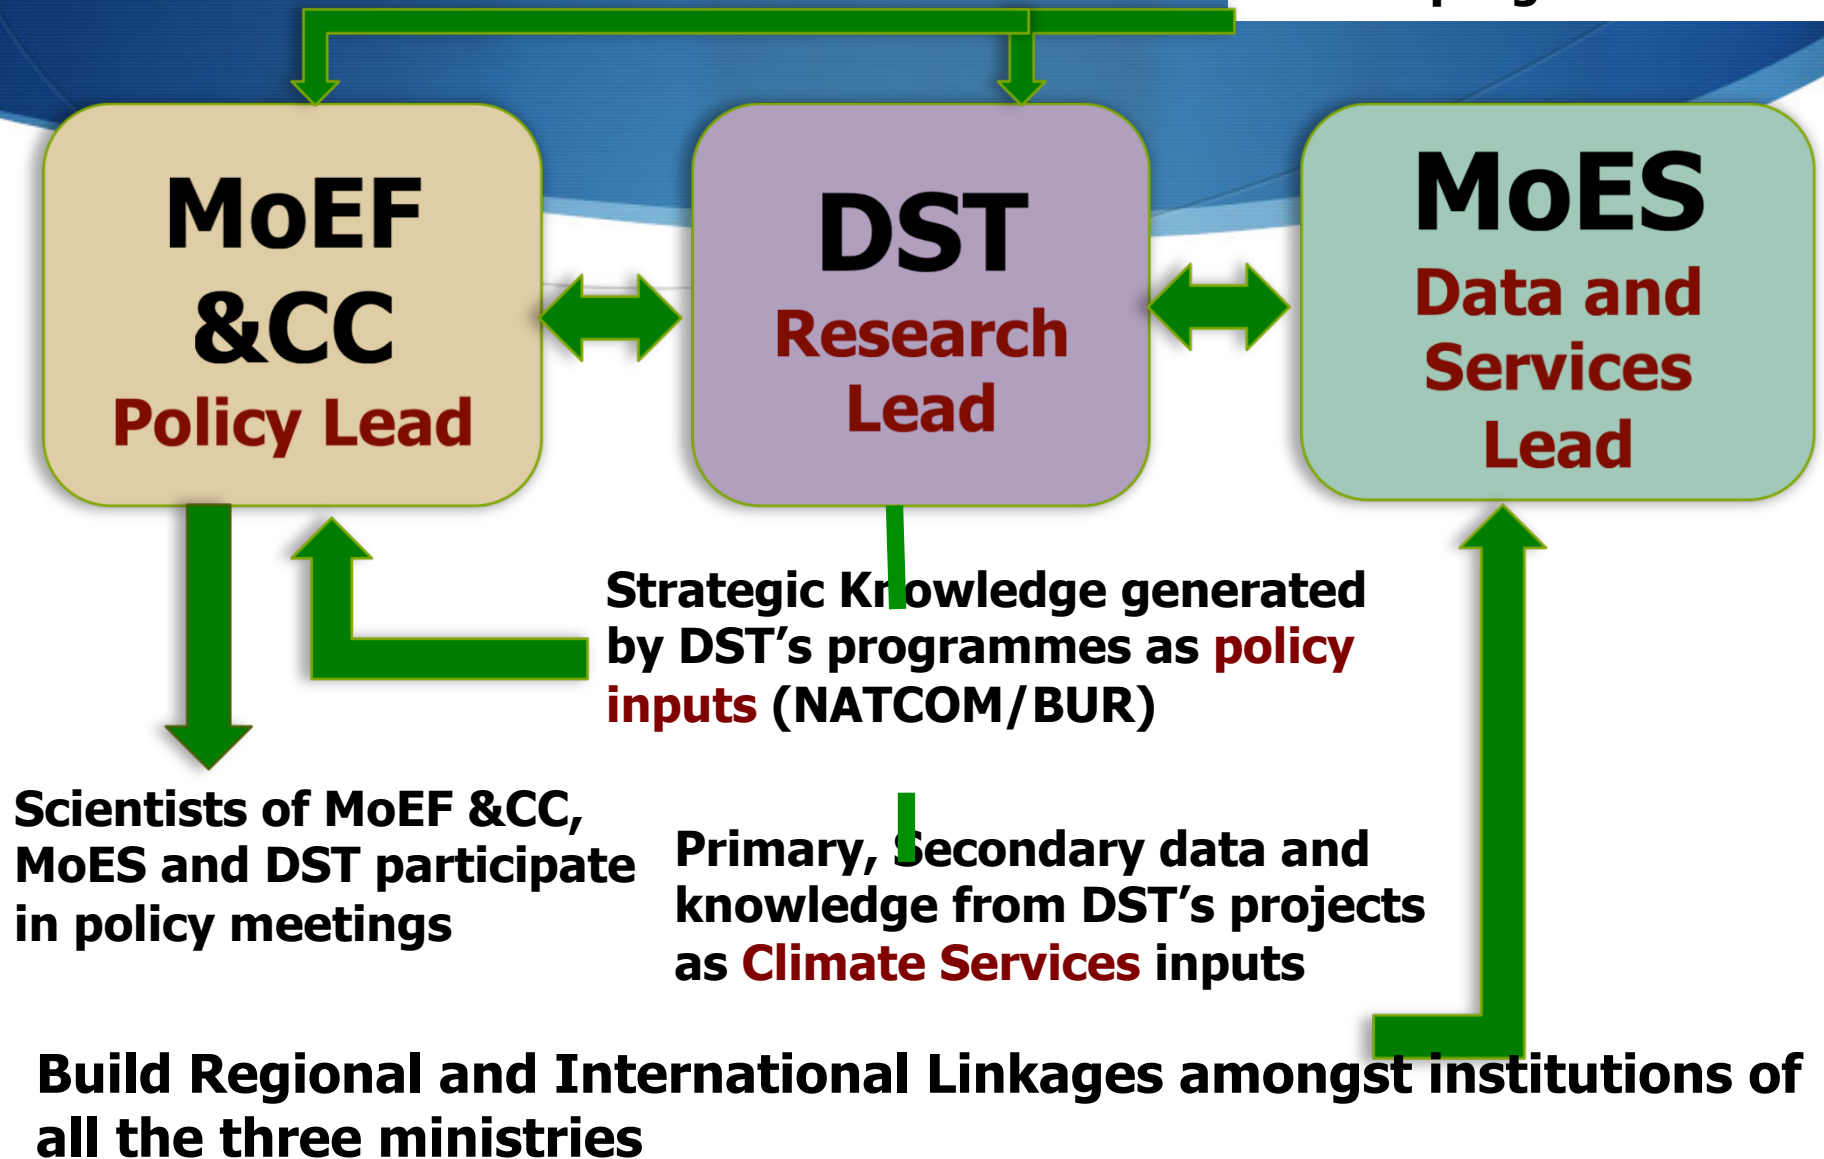 MoEF
&CC
Policy Lead
DST
Research
Lead
MoES
Data and
Services
Lead
Strategic Knowledge generated
by DST’s programmes as policy
inputs (NATCOM/BUR)
Scientists of MoEF &CC,
MoES and DST participate
in policy meetings
Primary, Secondary data and
knowledge from DST’s projects
as Climate Services inputs
Build Regional and International Linkages amongst institutions of
all the three ministries